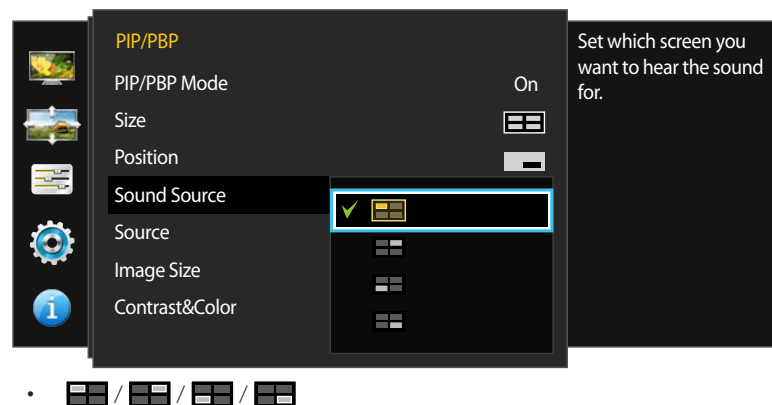 PIP/PBP
PIP/PBP Mode On
Size
Position
Sound Source
Source
Image Size
Contrast&Color
Set which screen you
want to hear the sound
for.
• / / /